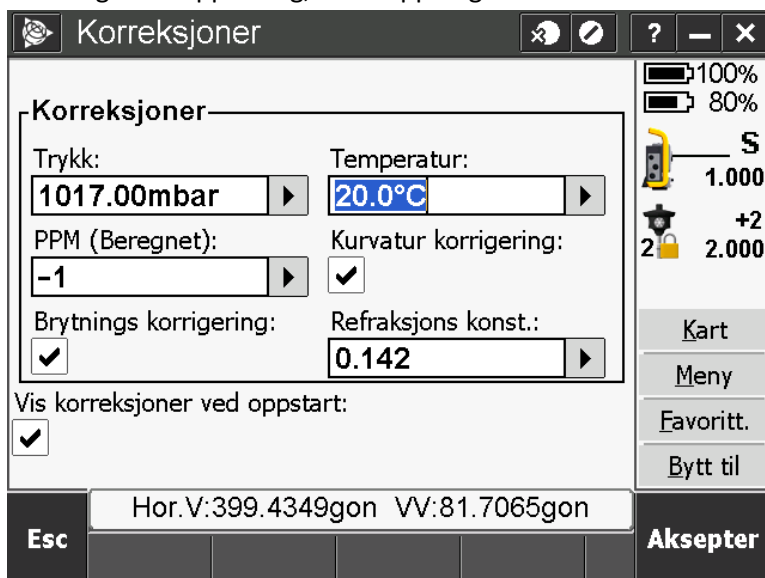 Korreksjoner
? – ×
100%
80%
Korreksjoner
Trykk:
Temperatur:
S
1.000
1017.00mbar
20.0°C
+2
2
2.000
PPM (Beregnet):
Kurvatur korrigering:
-1
Brytnings korrigering:
Refraksjons konst.:
0.142
Kart
Meny
Favoritt.
Bytt til
Vis korreksjoner ved oppstart:
Hor.V:399.4349gon VV:81.7065gon
Esc
Aksepter